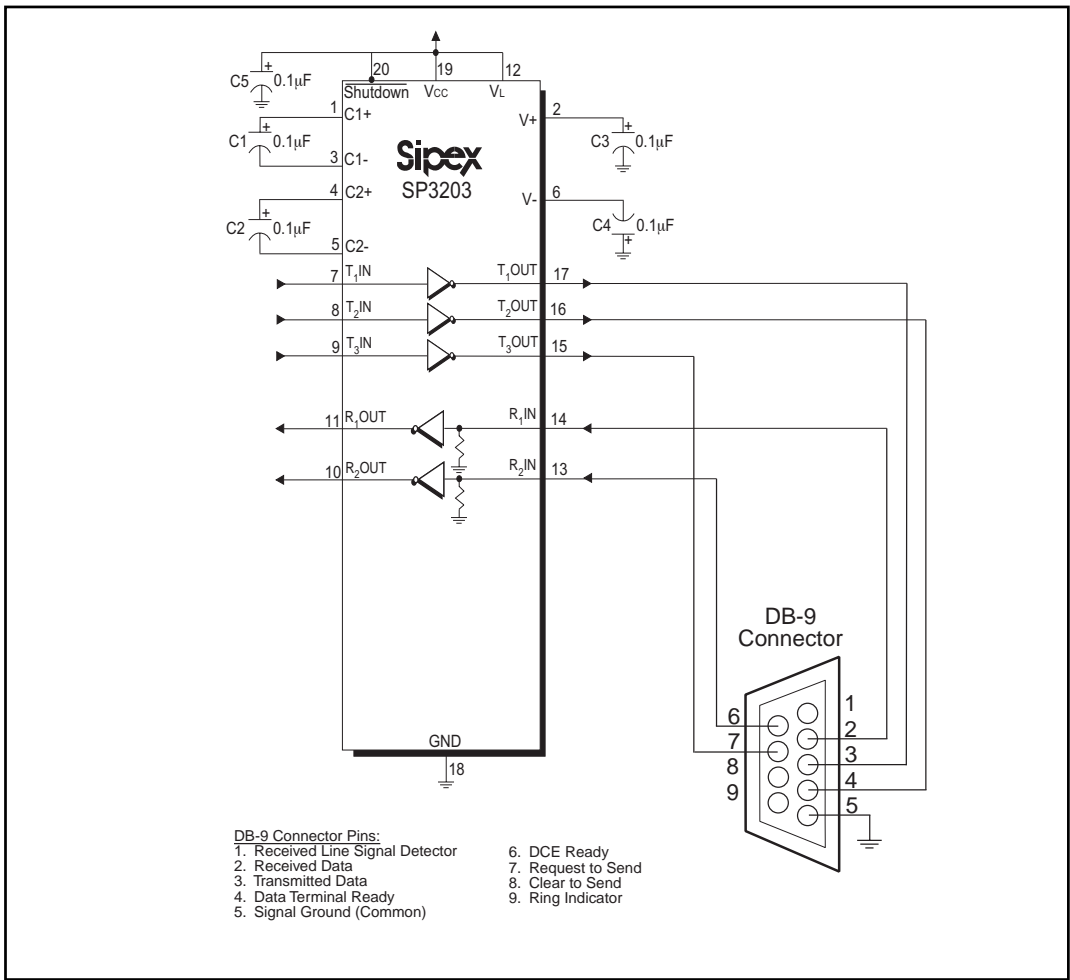 20 19 12
C5 + 0.1μF
Shutdown VCC VL
1 C1+
V+ 2
C1 + 0.1μF
C3 + 0.1μF
3 C1-
Sipex
SP3203
4 C2+
V- 6
C2 + 0.1μF
C4 0.1μF +
5 C2-
7 T1IN T1OUT 17
8 T2IN T2OUT 16
9 T3IN T3OUT 15
11 R1OUT R1IN 14
10 R2OUT R2IN 13
DB-9
Connector
1
6
2
7
3
8
4
9
5
GND
18
DB-9 Connector Pins:
1. Received Line Signal Detector
2. Received Data
3. Transmitted Data
4. Data Terminal Ready
5. Signal Ground (Common)
6. DCE Ready
7. Request to Send
8. Clear to Send
9. Ring Indicator